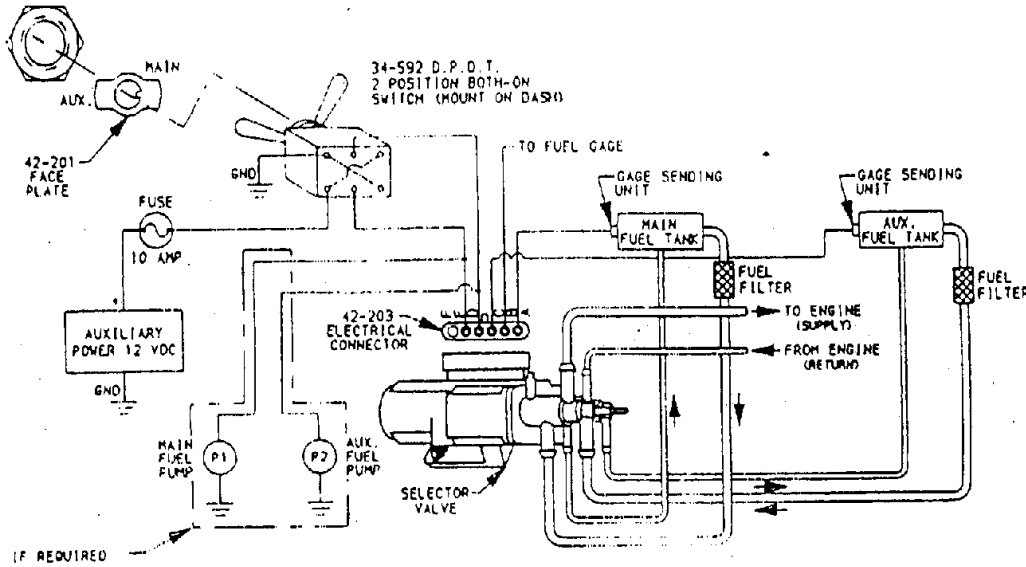 MAIN
AUX.
42-201
FACE
PLATE
34-592 D.P.D.T.
2 POSITION BOTH-ON
SWITCH (MOUNT ON DASH)
GND
FUSE
10 AMP
AUXILIARY
POWER 12 VDC
GND
TO FUEL GAGE
GAGE SENDING
UNIT
MAIN
FUEL TANK
GAGE SENDING
UNIT
AUX.
FUEL TANK
FUEL
FILTER
FUEL
FILTER
42-203
ELECTRICAL
CONNECTOR
TO ENGINE
(SUPPLY)
FROM ENGINE
(RETURN)
MAIN
FUEL
PUMP
P1
P2
AUX.
FUEL
PUMP
SELECTOR
VALVE
IF REQUIRED